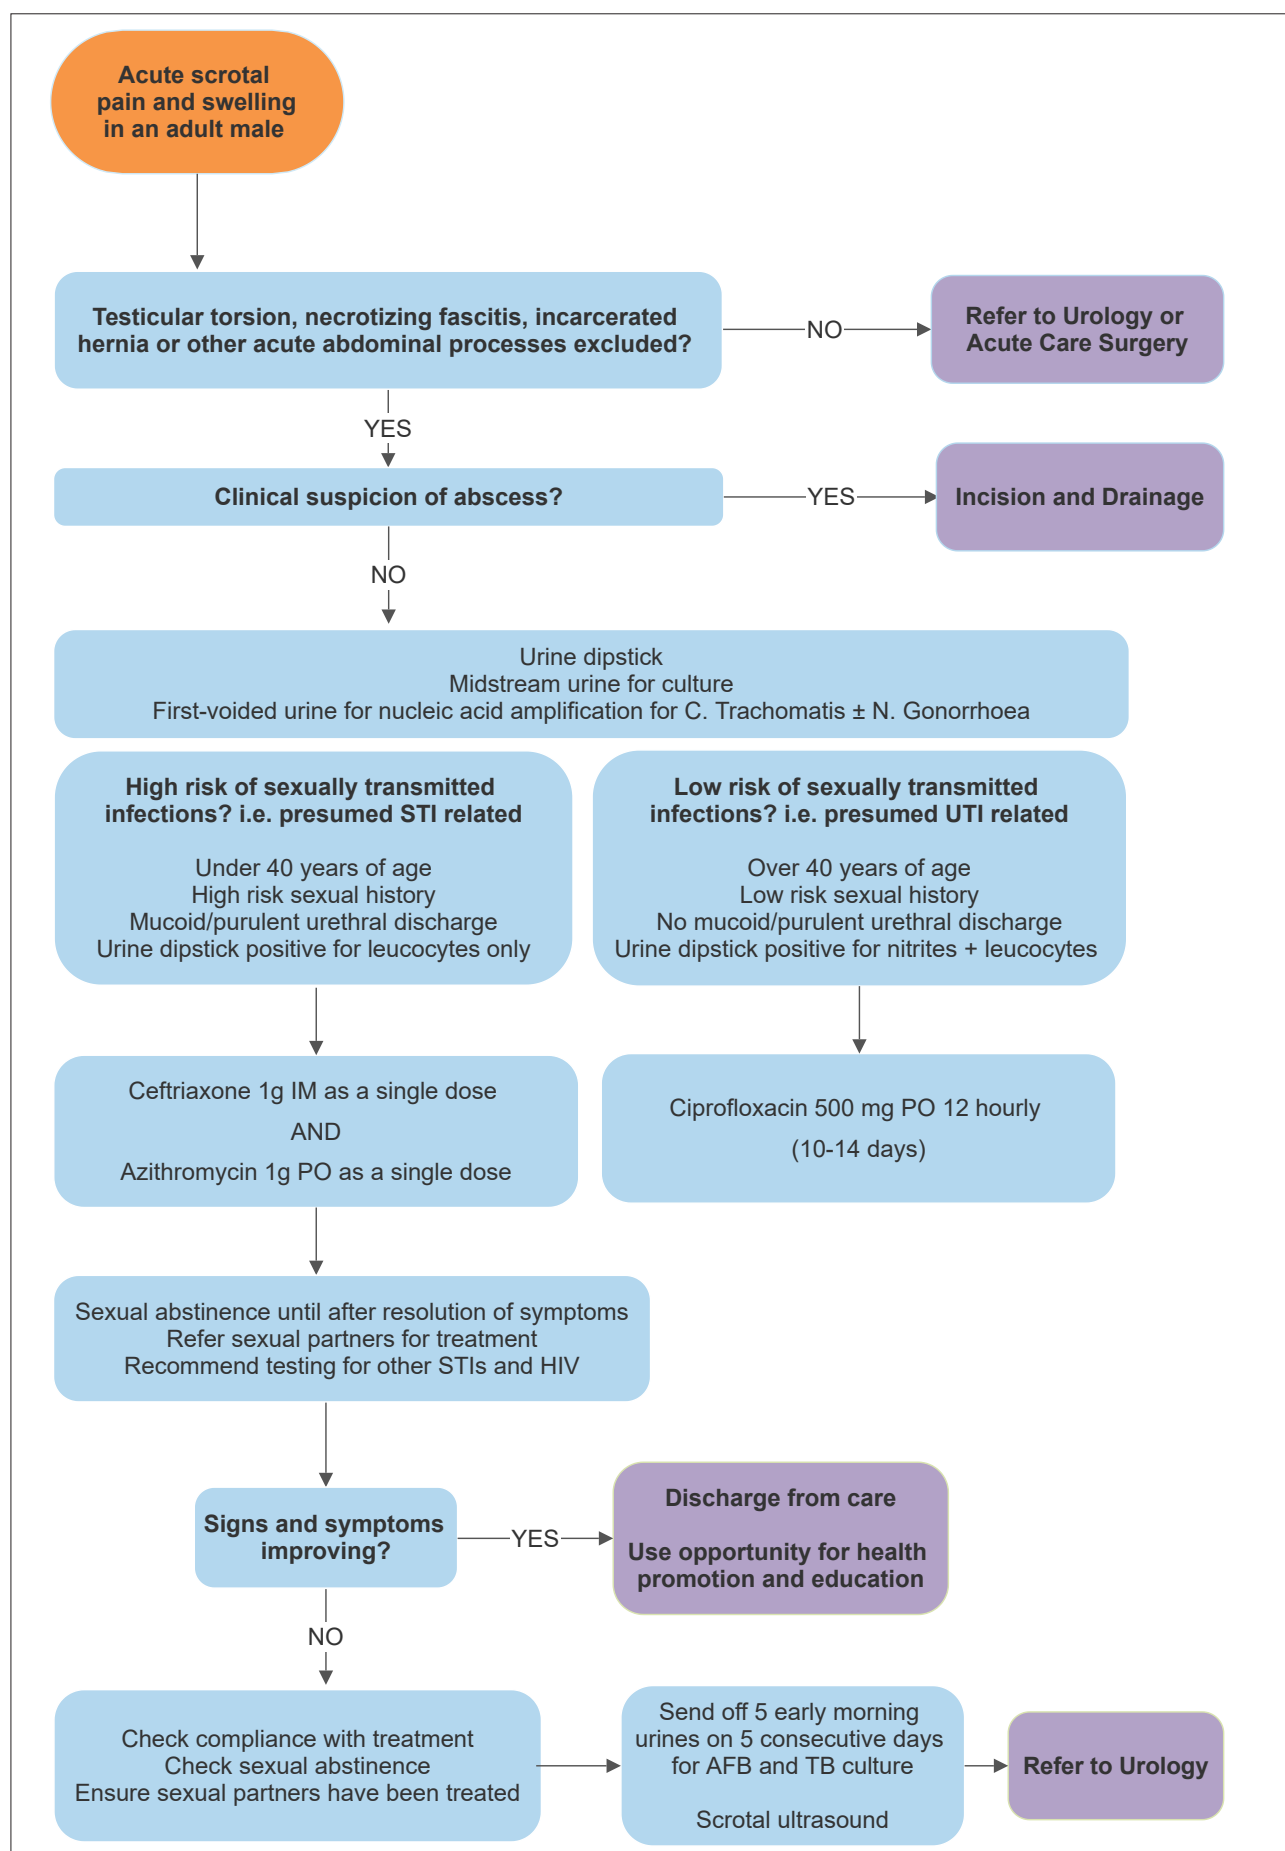 Acute scrotal
pain and swelling
in an adult male
Testicular torsion, necrotizing fascitis, incarcerated
hernia or other acute abdominal processes excluded?
NO
Refer to Urology or
Acute Care Surgery
YES
Clinical suspicion of abscess?
YES
Incision and Drainage
NO
Urine dipstick
Midstream urine for culture
First-voided urine for nucleic acid amplification for C. Trachomatis ± N. Gonorrhoea
High risk of sexually transmitted
infections? i.e. presumed STI related
Under 40 years of age
High risk sexual history
Mucoid/purulent urethral discharge
Urine dipstick positive for leucocytes only
Low risk of sexually transmitted
infections? i.e. presumed UTI related
Over 40 years of age
Low risk sexual history
No mucoid/purulent urethral discharge
Urine dipstick positive for nitrites + leucocytes
Ceftriaxone 1g IM as a single dose
AND
Azithromycin 1g PO as a single dose
Ciprofloxacin 500 mg PO 12 hourly
(10-14 days)
Sexual abstinence until after resolution of symptoms
Refer sexual partners for treatment
Recommend testing for other STIs and HIV
Signs and symptoms
improving?
YES
Discharge from care
Use opportunity for health
promotion and education
NO
Check compliance with treatment
Check sexual abstinence
Ensure sexual partners have been treated
Send off 5 early morning
urines on 5 consecutive days
for AFB and TB culture
Scrotal ultrasound
Refer to Urology